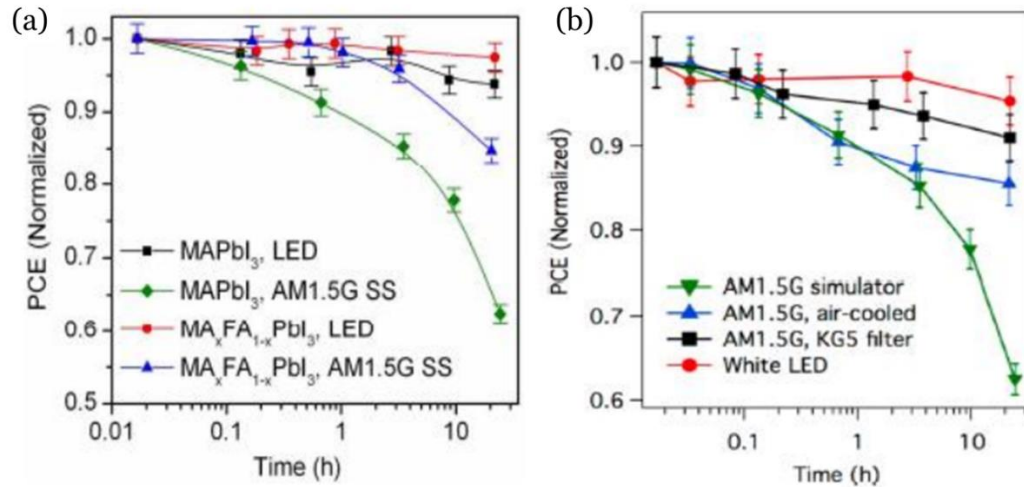 (a)
PCE (Normalized)
1.0
0.9
0.8
0.7
0.6
0.5
MAPbI₃, LED
MAPbI₃, AM1.5G SS
MAₓFA₁₋ₓPbI₃, LED
MAₓFA₁₋ₓPbI₃, AM1.5G SS
0.01
0.1
1
10
Time (h)
(b)
PCE (Normalized)
1.0
0.9
0.8
0.7
0.6
AM1.5G simulator
AM1.5G, air-cooled
AM1.5G, KG5 filter
White LED
0.1
1
10
Time (h)